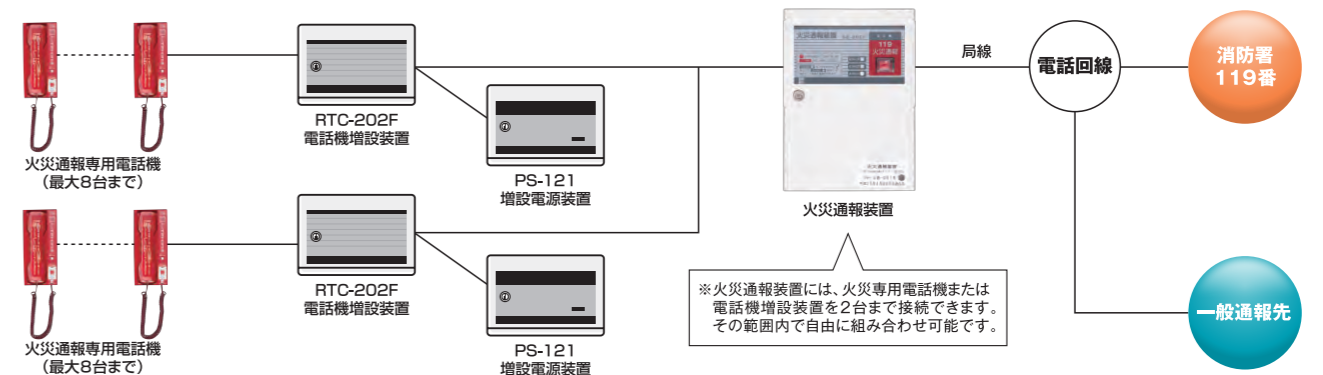 火災通報専用電話機
(最大8台まで)
RTC-202F
電話機増設装置
PS-121
増設電源装置
火災通報専用電話機
(最大8台まで)
RTC-202F
電話機増設装置
PS-121
増設電源装置
火災通報装置
119
火災通報
火災通報装置
※火災通報装置には、火災専用電話機または
電話機増設装置を2台まで接続できます。
その範囲内で自由に組み合わせ可能です。
局線
電話回線
消防署
119番
一般通報先